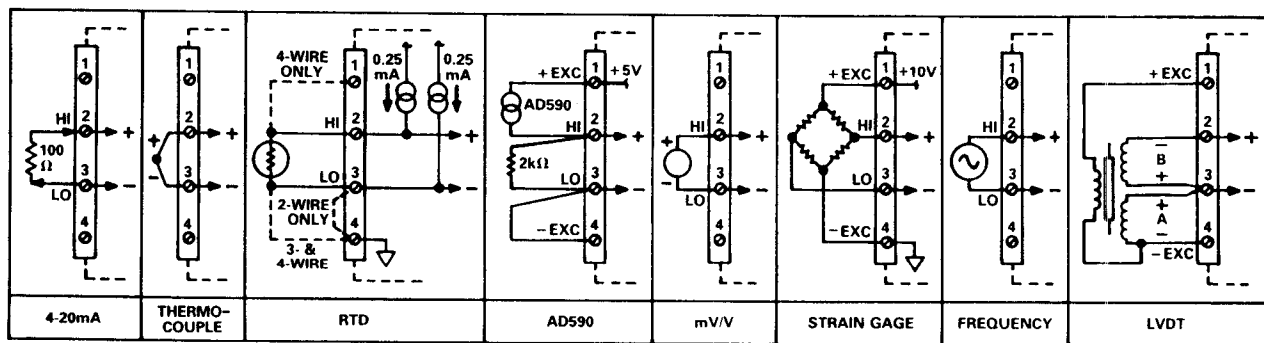 1
HI
2
+
100
Ω
3
−
LO
4
4-20mA
1
2
+
+
−
3
−
4
THERMO-
COUPLE
4-WIRE
ONLY
0.25
mA
0.25
mA
1
HI
2
+
LO
3
−
2-WIRE
ONLY
4
3- &
4-WIRE
RTD
+ EXC
1
+5V
AD590
HI
2
+
2kΩ
LO
3
−
− EXC
4
AD590
1
HI
2
+
+
−
3
−
LO
4
mV/V
+ EXC
1
+10V
HI
2
+
LO
3
−
− EXC
4
STRAIN GAGE
1
HI
2
+
3
−
LO
4
FREQUENCY
+ EXC
1
−
2
B
+
3
−
+
A
−
4
− EXC
LVDT